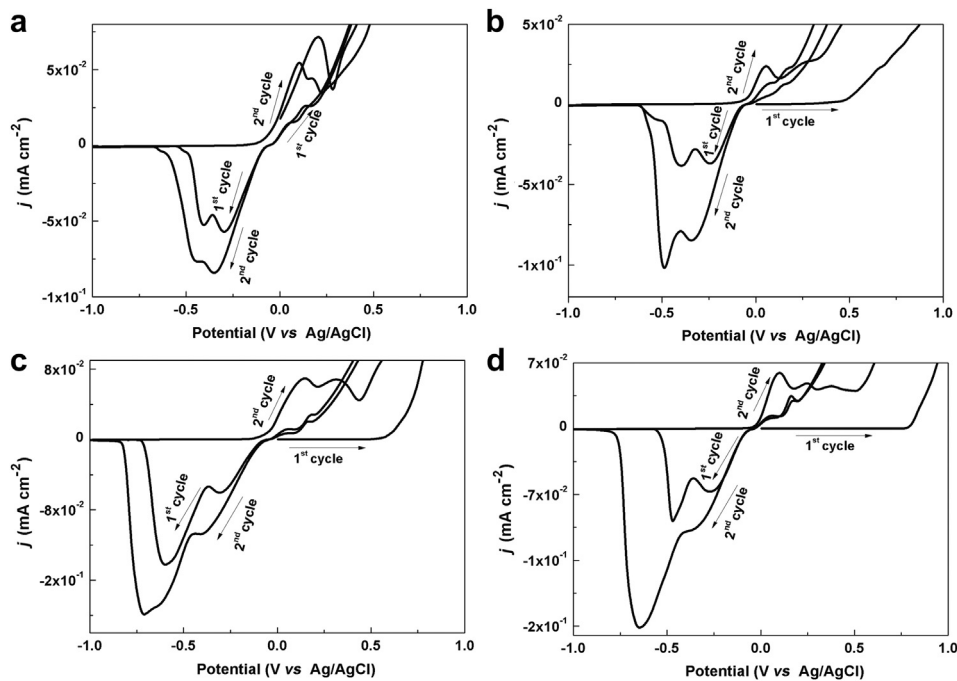 a
5x10⁻²
0
-5x10⁻²
-1x10⁻¹
j (mA cm⁻²)
2ⁿᵈ cycle
1ˢᵗ cycle
1ˢᵗ cycle
2ⁿᵈ cycle
-1.0 -0.5 0.0 0.5 1.0
Potential (V vs Ag/AgCl)
b
5x10⁻²
0
-5x10⁻²
-1x10⁻¹
j (mA cm⁻²)
2ⁿᵈ cycle
1ˢᵗ cycle
1ˢᵗ cycle
2ⁿᵈ cycle
-1.0 -0.5 0.0 0.5 1.0
Potential (V vs Ag/AgCl)
c
8x10⁻²
0
-8x10⁻²
-2x10⁻¹
j (mA cm⁻²)
2ⁿᵈ cycle
1ˢᵗ cycle
1ˢᵗ cycle
2ⁿᵈ cycle
-1.0 -0.5 0.0 0.5 1.0
Potential (V vs Ag/AgCl)
d
7x10⁻²
0
-7x10⁻²
-1x10⁻¹
-2x10⁻¹
j (mA cm⁻²)
2ⁿᵈ cycle
1ˢᵗ cycle
1ˢᵗ cycle
2ⁿᵈ cycle
-1.0 -0.5 0.0 0.5 1.0
Potential (V vs Ag/AgCl)